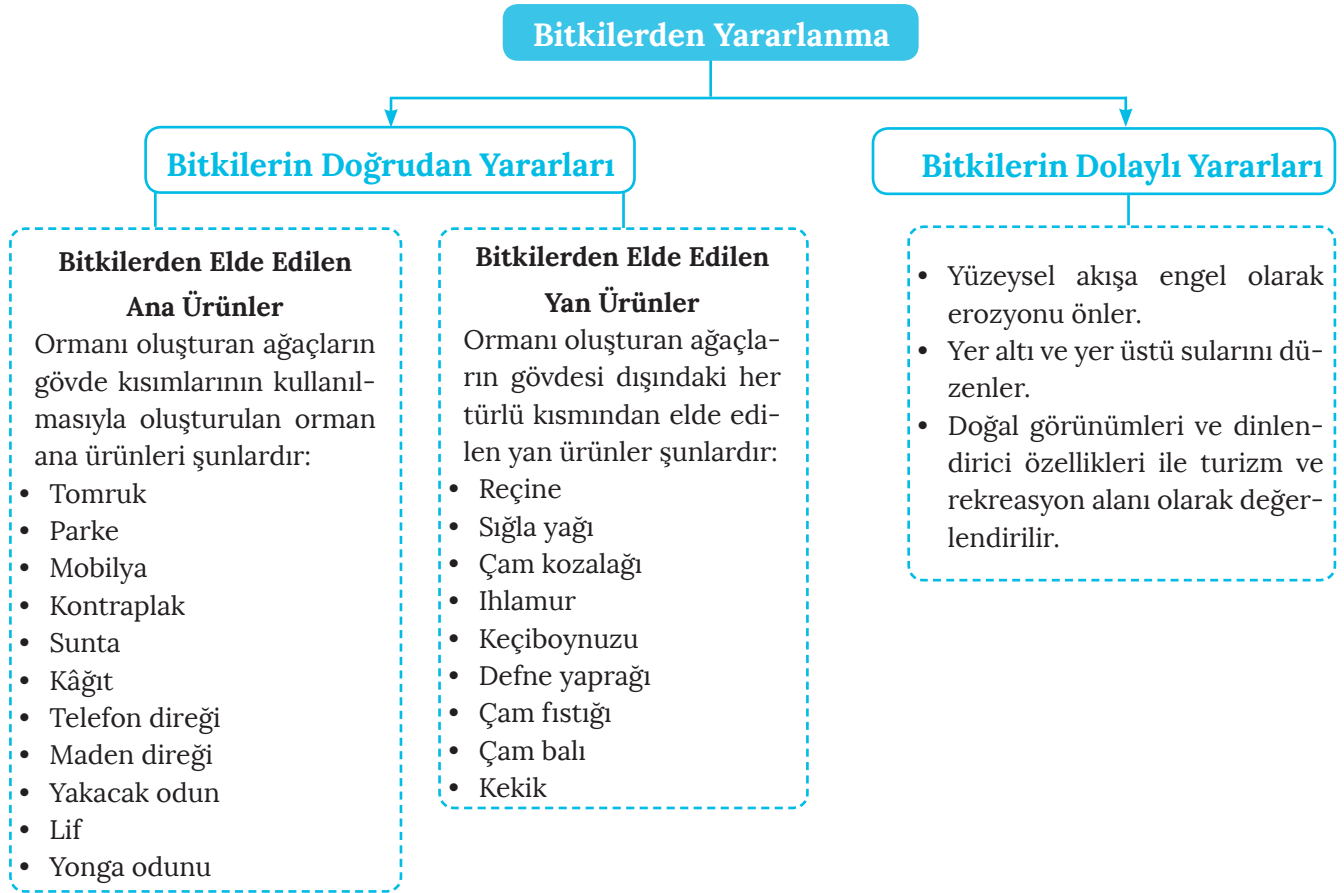 Bitkilerden Yararlanma
Bitkilerin Doğrudan Yararları
Bitkilerden Elde Edilen
Ana Ürünler
Ormanı oluşturan ağaçların
gövde kısımlarının kullanıl-
masıyla oluşturulan orman
ana ürünleri şunlardır:
• Tomruk
• Parke
• Mobilya
• Kontraplak
• Sunta
• Kâğıt
• Telefon direği
• Maden direği
• Yakacak odun
• Lif
• Yonga odunu
Bitkilerden Elde Edilen
Yan Ürünler
Ormanı oluşturan ağaçla-
rın gövdesi dışındaki her
türlü kısmından elde edi-
len yan ürünler şunlardır:
• Reçine
• Sığla yağı
• Çam kozalağı
• Ihlamur
• Keçiboynuzu
• Defne yaprağı
• Çam fıstığı
• Çam balı
• Kekik
Bitkilerin Dolaylı Yararları
• Yüzeysel akışa engel olarak
erozyonu önler.
• Yer altı ve yer üstü sularını dü-
zenler.
• Doğal görünümleri ve dinlen-
dirici özellikleri ile turizm ve
rekreasyon alanı olarak değer-
lendirilir.